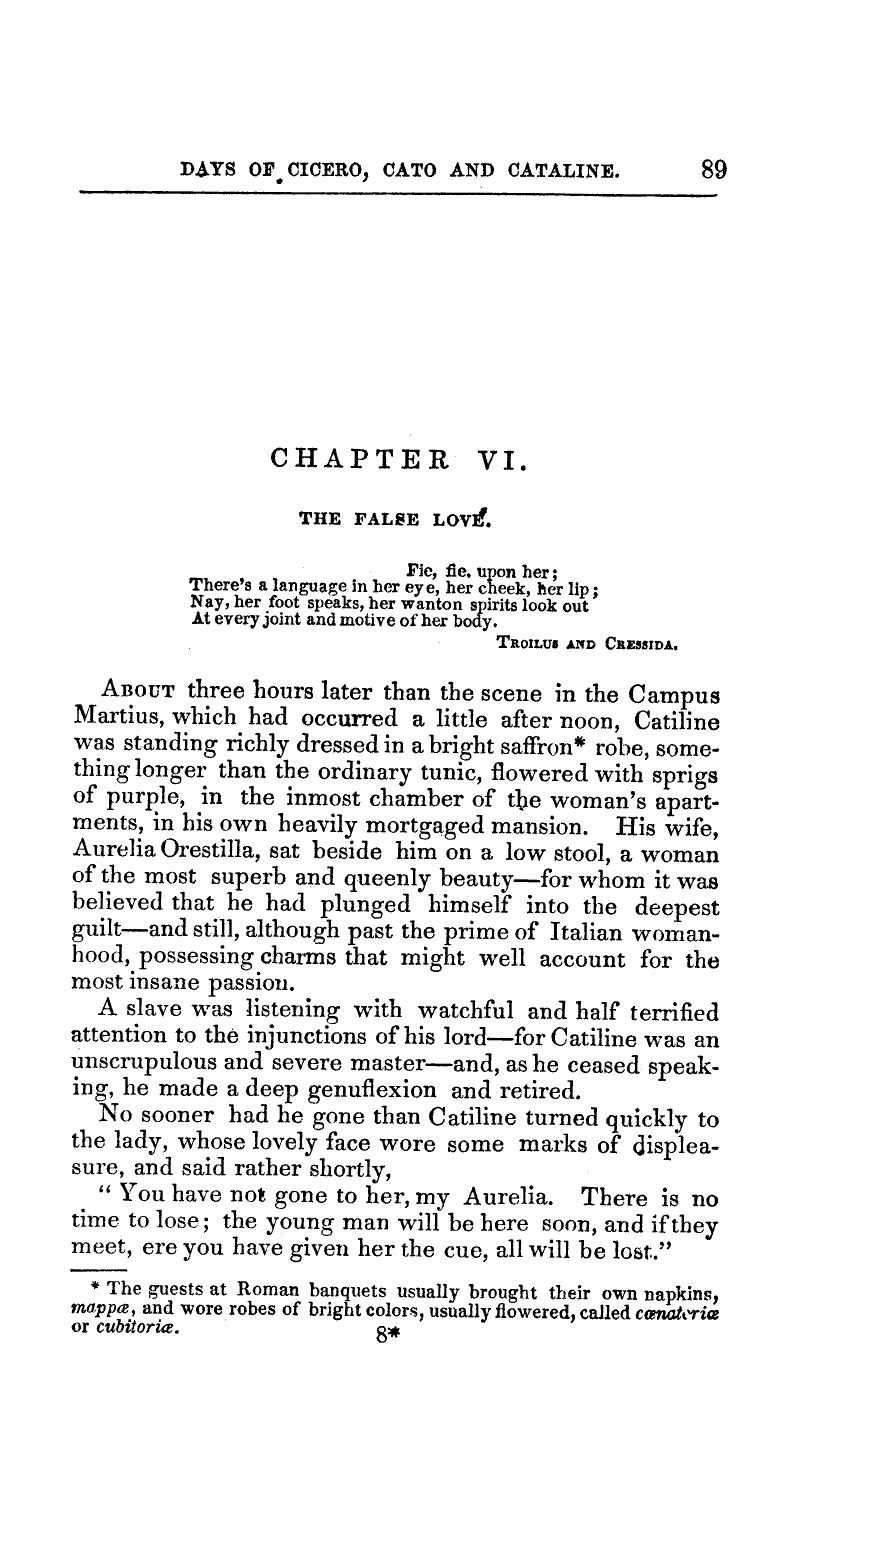 DAYS OF CICERO, CATO AND CATALINE. 89
CHAPTER VI.
THE FALSE LOVE.
Fie, fie, upon her;
There's a language in her eye, her cheek, her lip;
Nay, her foot speaks, her wanton spirits look out
At every joint and motive of her body.
TROILUS AND CRESSIDA.
ABOUT three hours later than the scene in the Campus
Martius, which had occurred a little after noon, Catiline
was standing richly dressed in a bright saffron* robe, some-
thing longer than the ordinary tunic, flowered with sprigs
of purple, in the inmost chamber of the woman's apart-
ments, in his own heavily mortgaged mansion. His wife,
Aurelia Orestilla, sat beside him on a low stool, a woman
of the most superb and queenly beauty—for whom it was
believed that he had plunged himself into the deepest
guilt—and still, although past the prime of Italian woman-
hood, possessing charms that might well account for the
most insane passion.
A slave was listening with watchful and half terrified
attention to the injunctions of his lord—for Catiline was an
unscrupulous and severe master—and, as he ceased speak-
ing, he made a deep genuflexion and retired.
No sooner had he gone than Catiline turned quickly to
the lady, whose lovely face wore some marks of displea-
sure, and said rather shortly,
"You have not gone to her, my Aurelia. There is no
time to lose; the young man will be here soon, and if they
meet, ere you have given her the cue, all will be lost."
* The guests at Roman banquets usually brought their own napkins,
mappæ, and wore robes of bright colors, usually flowered, called cœnatoriæ
or cubitoriæ.
8*